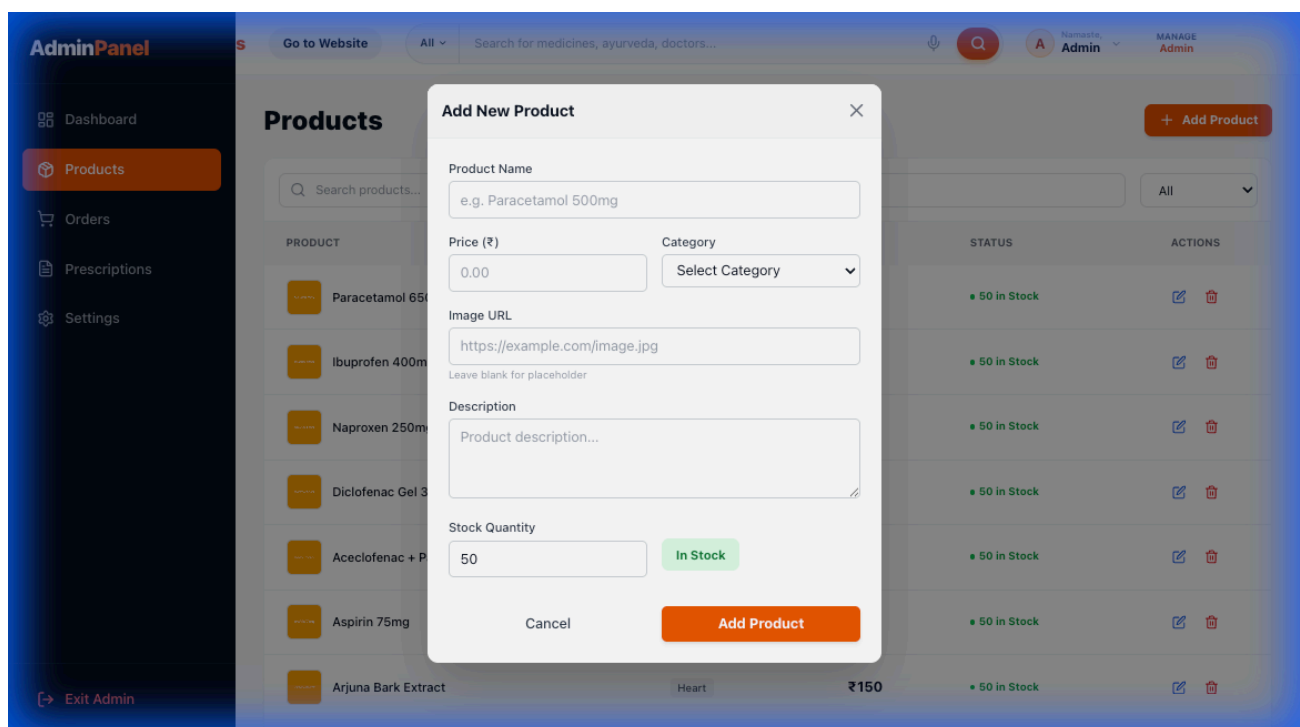 AdminPanel
S
Go to Website
All
Search for medicines, ayurveda, doctors...
A
Namaste,
Admin
MANAGE
Admin
Dashboard
Products
Orders
Prescriptions
Settings
Exit Admin
Products
+ Add Product
Search products...
All
PRODUCT
STATUS
ACTIONS
Paracetamol 650
50 in Stock
Ibuprofen 400m
50 in Stock
Naproxen 250mg
50 in Stock
Diclofenac Gel 3
50 in Stock
Aceclofenac + P
50 in Stock
Aspirin 75mg
50 in Stock
Arjuna Bark Extract
Heart
₹150
50 in Stock
Add New Product
Product Name
e.g. Paracetamol 500mg
Price (₹)
Category
0.00
Select Category
Image URL
https://example.com/image.jpg
Leave blank for placeholder
Description
Product description...
Stock Quantity
50
In Stock
Cancel
Add Product